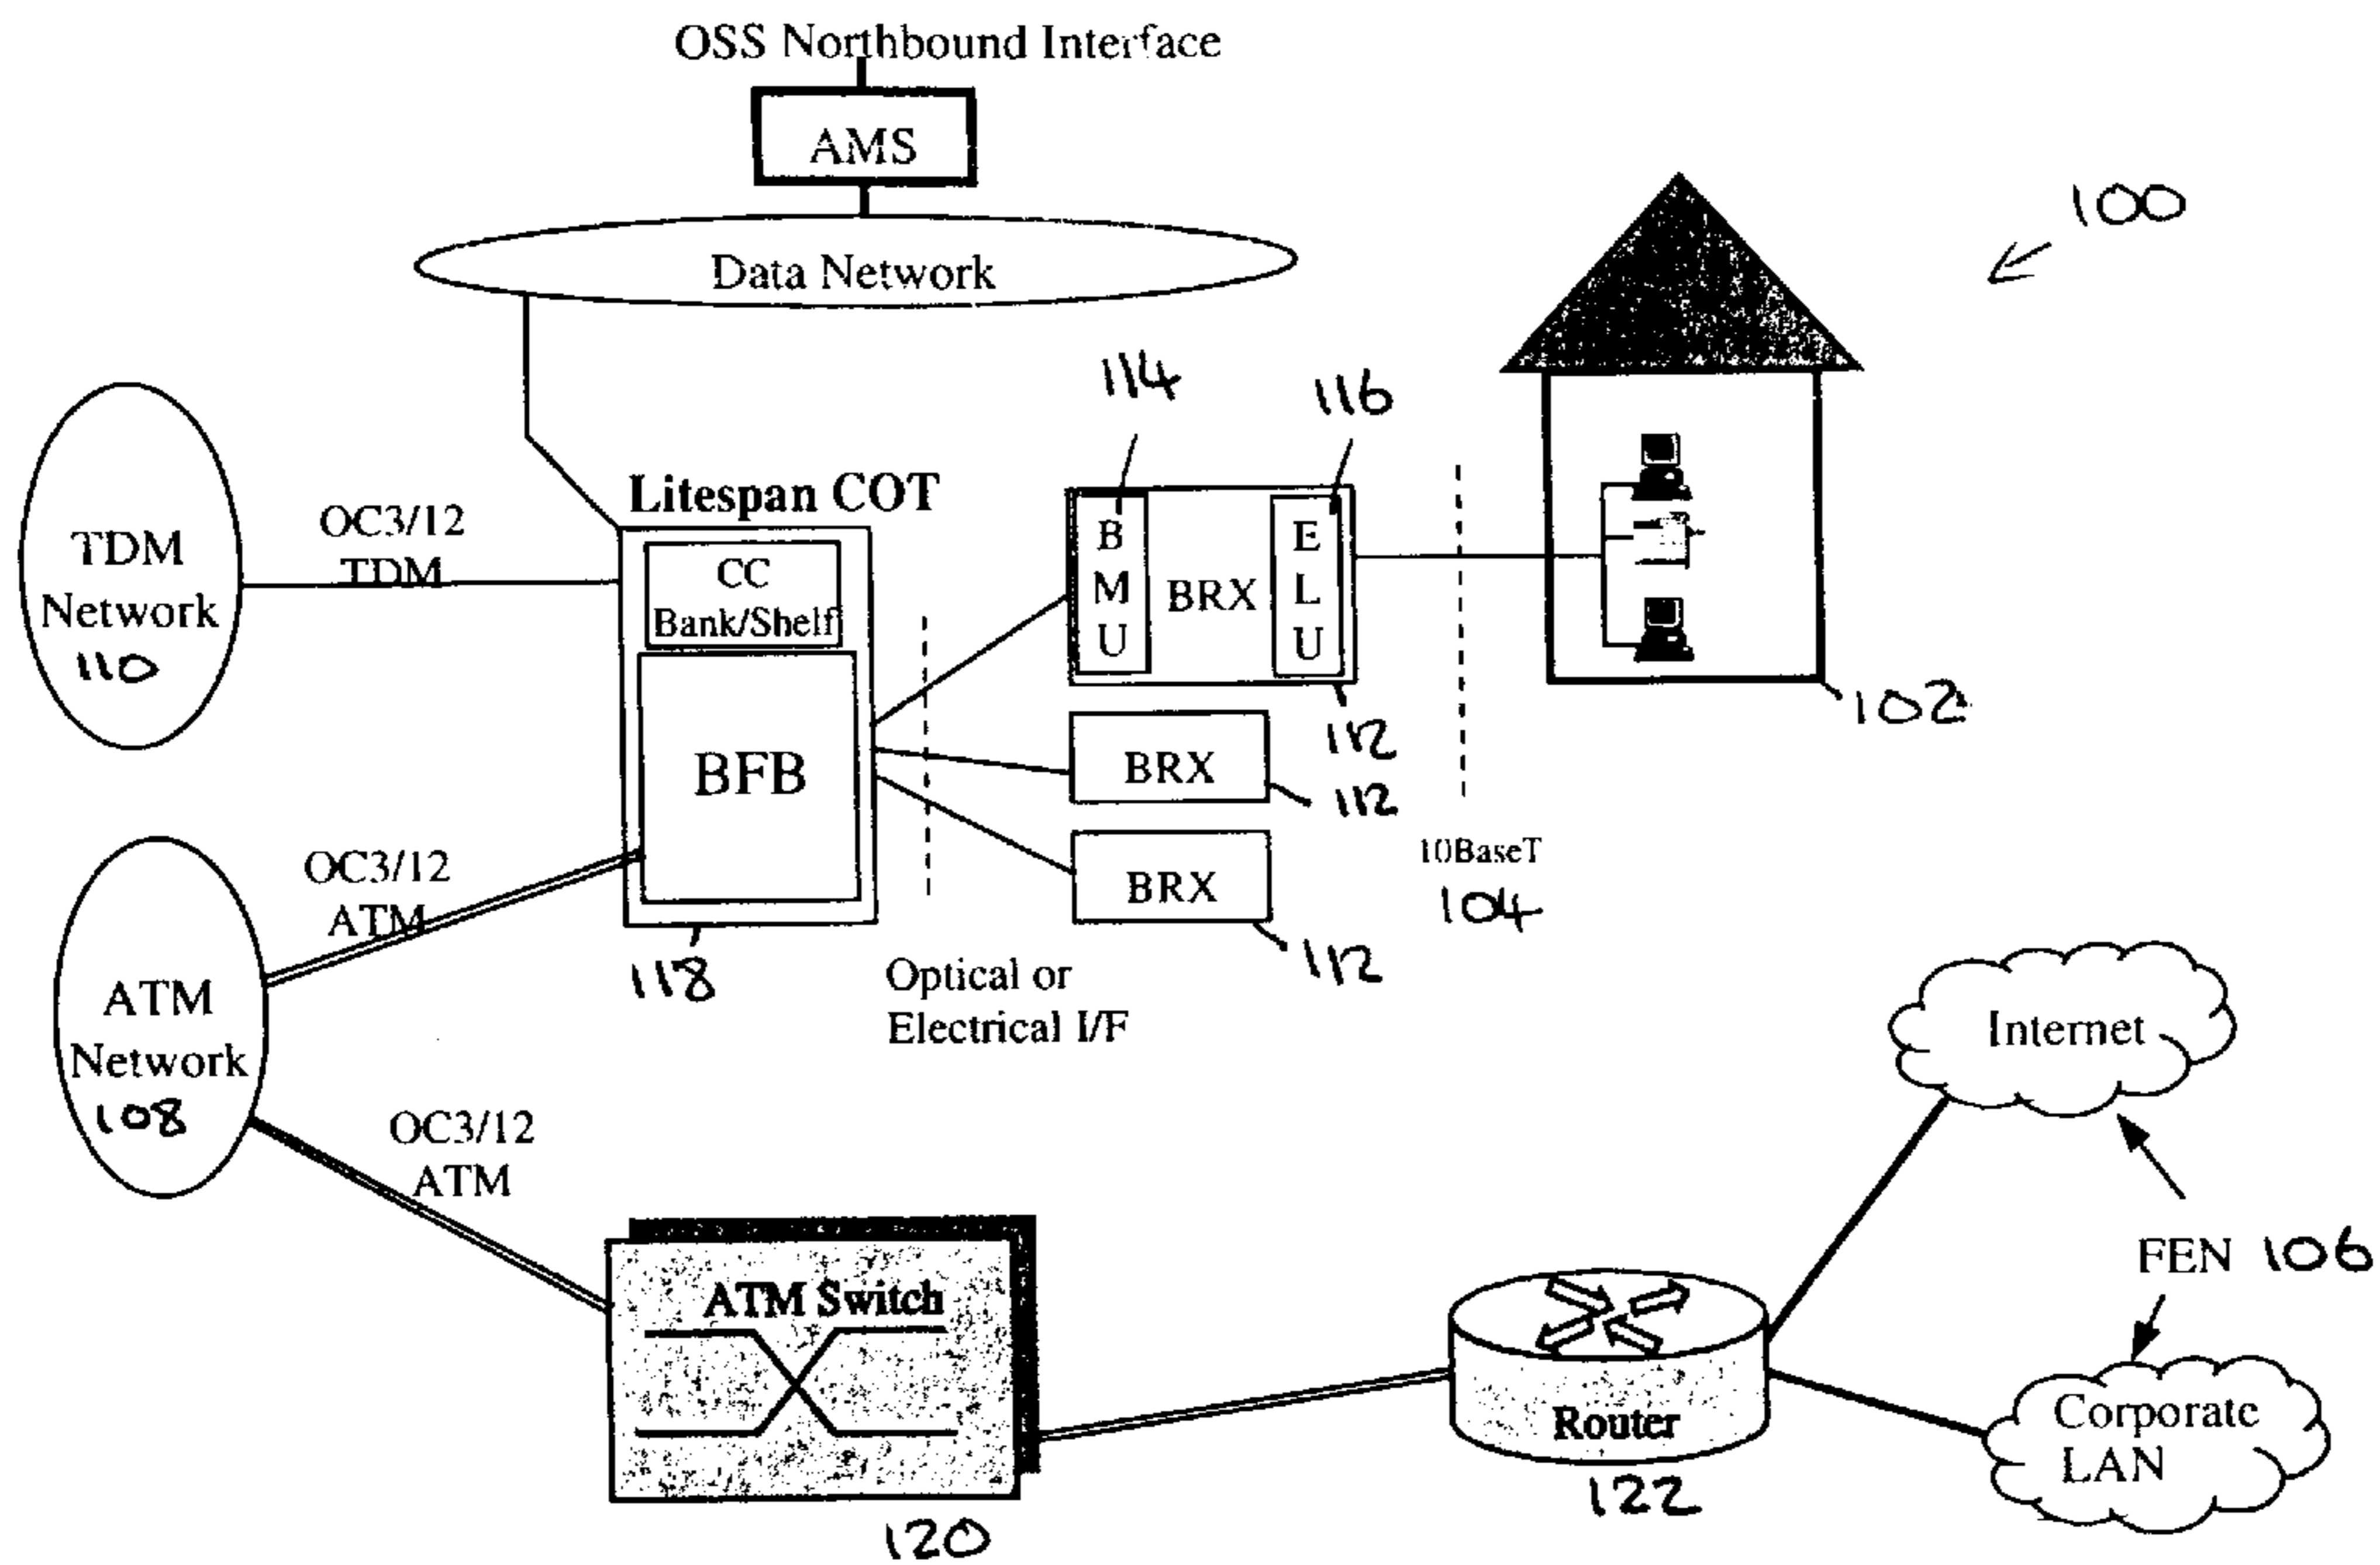 OSS Northbound Interface
AMS
Data Network
100
114
116
Litespan COT
OC3/12
TDM
TDM
Network
110
CC
Bank/Shelf
B
M
U
BRX
E
L
U
102
112
BFB
BRX
112
BRX
112
10BaseT
104
OC3/12
ATM
118
Optical or
Electrical I/F
ATM
Network
108
OC3/12
ATM
Internet
FEN 106
ATM Switch
120
Router
122
Corporate
LAN